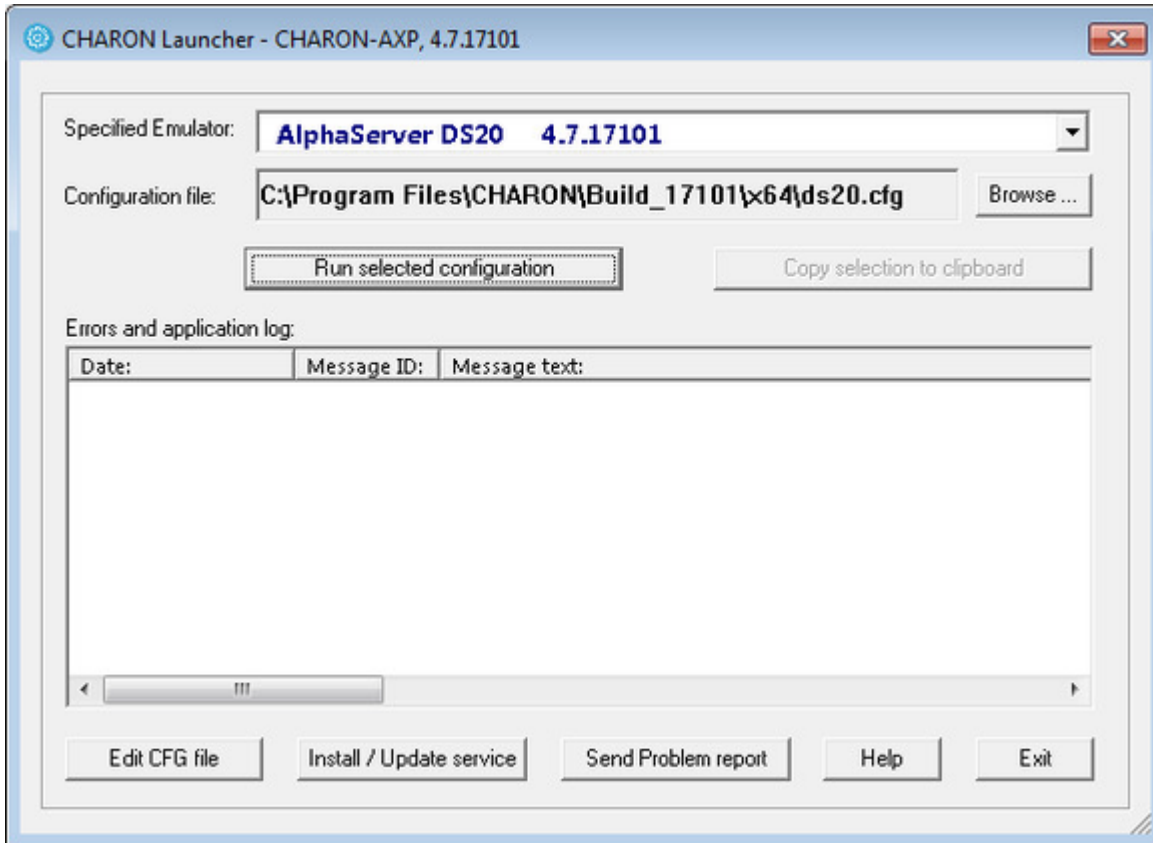 CHARON Launcher - CHARON-AXP, 4.7.17101
Specified Emulator: AlphaServer DS20 4.7.17101
Configuration file: C:\Program Files\CHARON\Build_17101\x64\ds20.cfg Browse ...
Run selected configuration Copy selection to clipboard
Errors and application log:
Date: Message ID: Message text:
Edit CFG file Install / Update service Send Problem report Help Exit